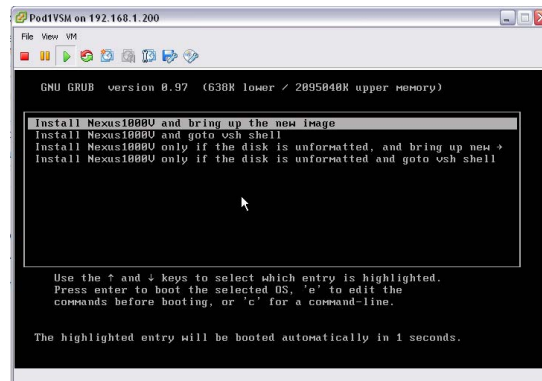 Pod1VSM on 192.168.1.200
File View VM
GNU GRUB version 0.97 (638K lower / 2095040K upper memory)
Install Nexus1000V and bring up the new image
Install Nexus1000V and goto vsh shell
Install Nexus1000V only if the disk is unformatted, and bring up new →
Install Nexus1000V only if the disk is unformatted and goto vsh shell
Use the ↑ and ↓ keys to select which entry is highlighted.
Press enter to boot the selected OS, 'e' to edit the
commands before booting, or 'c' for a command-line.
The highlighted entry will be booted automatically in 1 seconds.